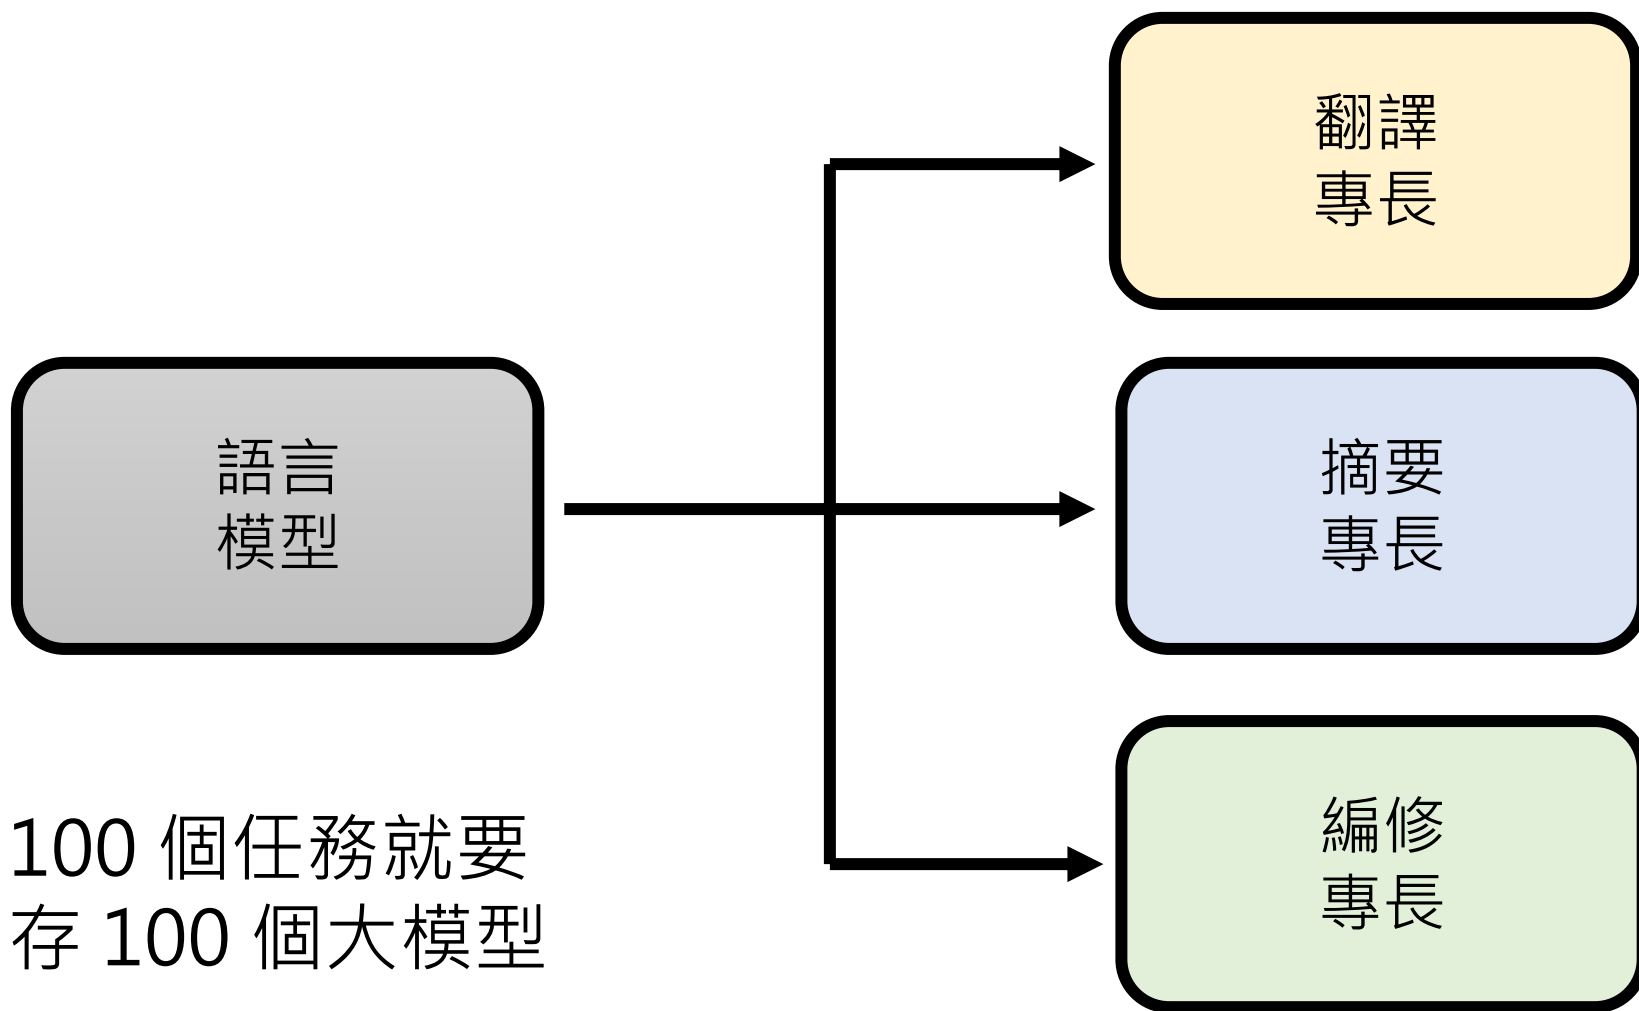 翻譯
專長
語言
模型
摘要
專長
編修
專長
100 個任務就要
存 100 個大模型